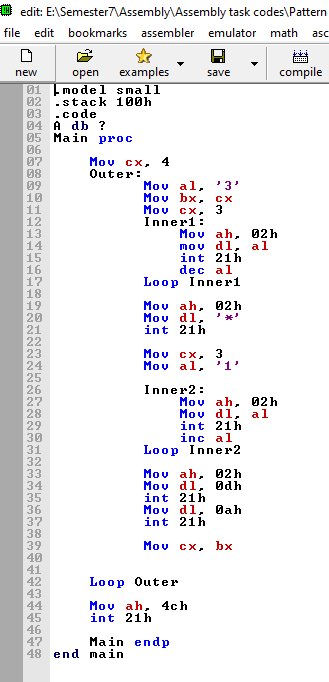 edit: E:\Semester7\Assembly\Assembly task codes\Pattern
file edit bookmarks assembler emulator math asc
new open examples save compile
01 .model small
02 .stack 100h
03 .code
04 A db ?
05 Main proc
06
07 Mov cx, 4
08 Outer:
09 Mov al, '3'
10 Mov bx, cx
11 Mov cx, 3
12 Inner1:
13 Mov ah, 02h
14 mov dl, al
15 int 21h
16 dec al
17 Loop Inner1
18
19 Mov ah, 02h
20 Mov dl, '*'
21 int 21h
22
23 Mov cx, 3
24 Mov al, '1'
25
26 Inner2:
27 Mov ah, 02h
28 Mov dl, al
29 int 21h
30 inc al
31 Loop Inner2
32
33 Mov ah, 02h
34 Mov dl, 0dh
35 int 21h
36 Mov dl, 0ah
37 int 21h
38
39 Mov cx, bx
40
41
42 Loop Outer
43
44 Mov ah, 4ch
45 int 21h
46
47 Main endp
48 end main